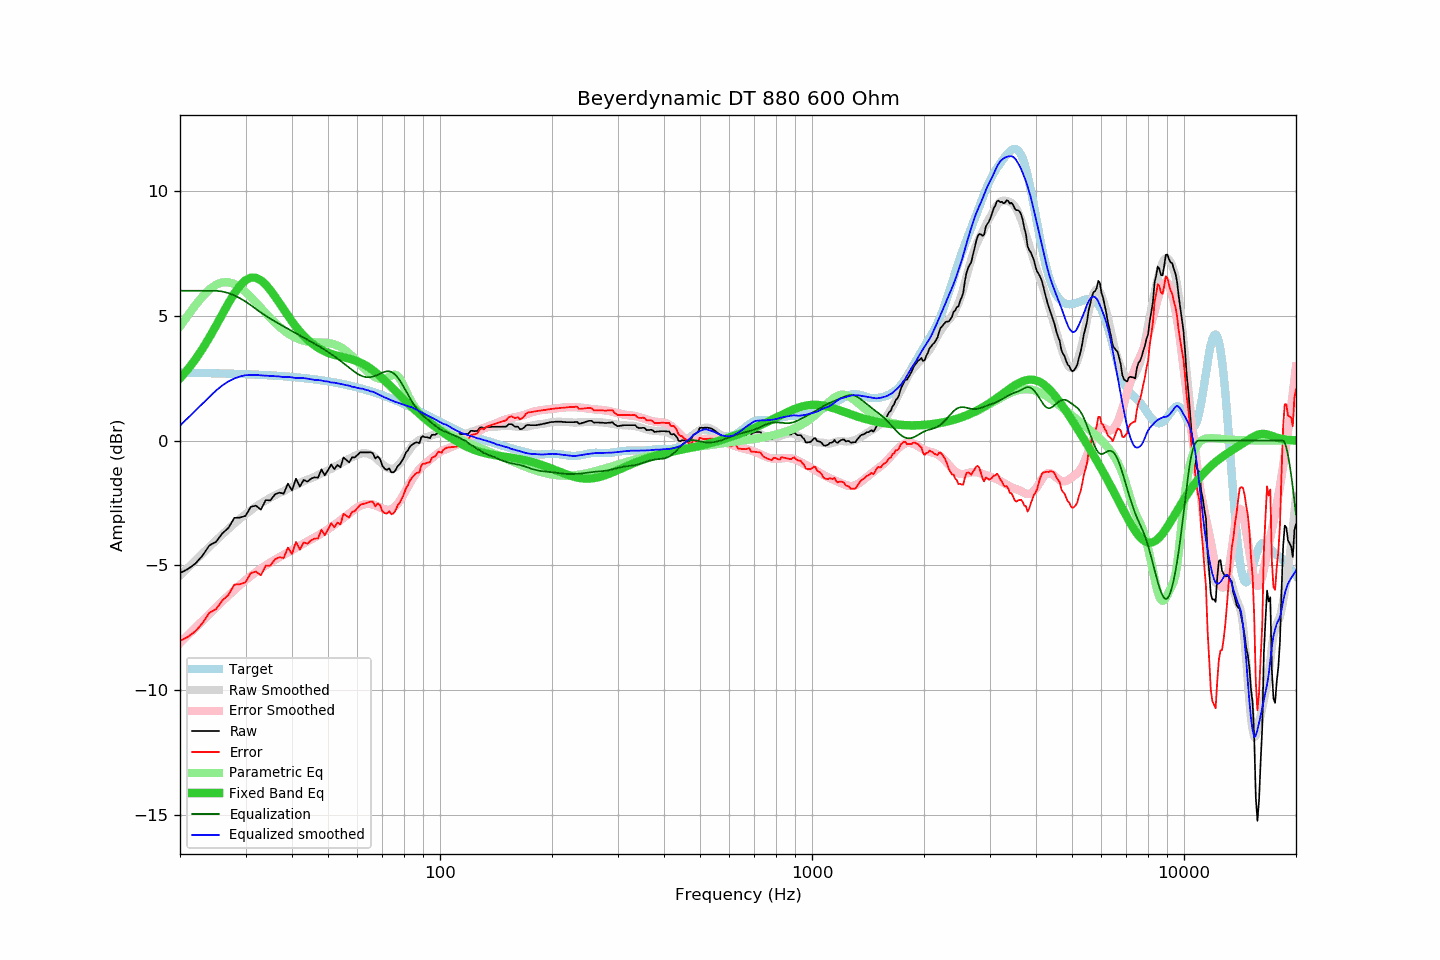 Beyerdynamic DT 880 600 Ohm
10
5
0
−5
−10
−15
Amplitude (dBr)
Target
Raw Smoothed
Error Smoothed
Raw
Error
Parametric Eq
Fixed Band Eq
Equalization
Equalized smoothed
100
1000
10000
Frequency (Hz)